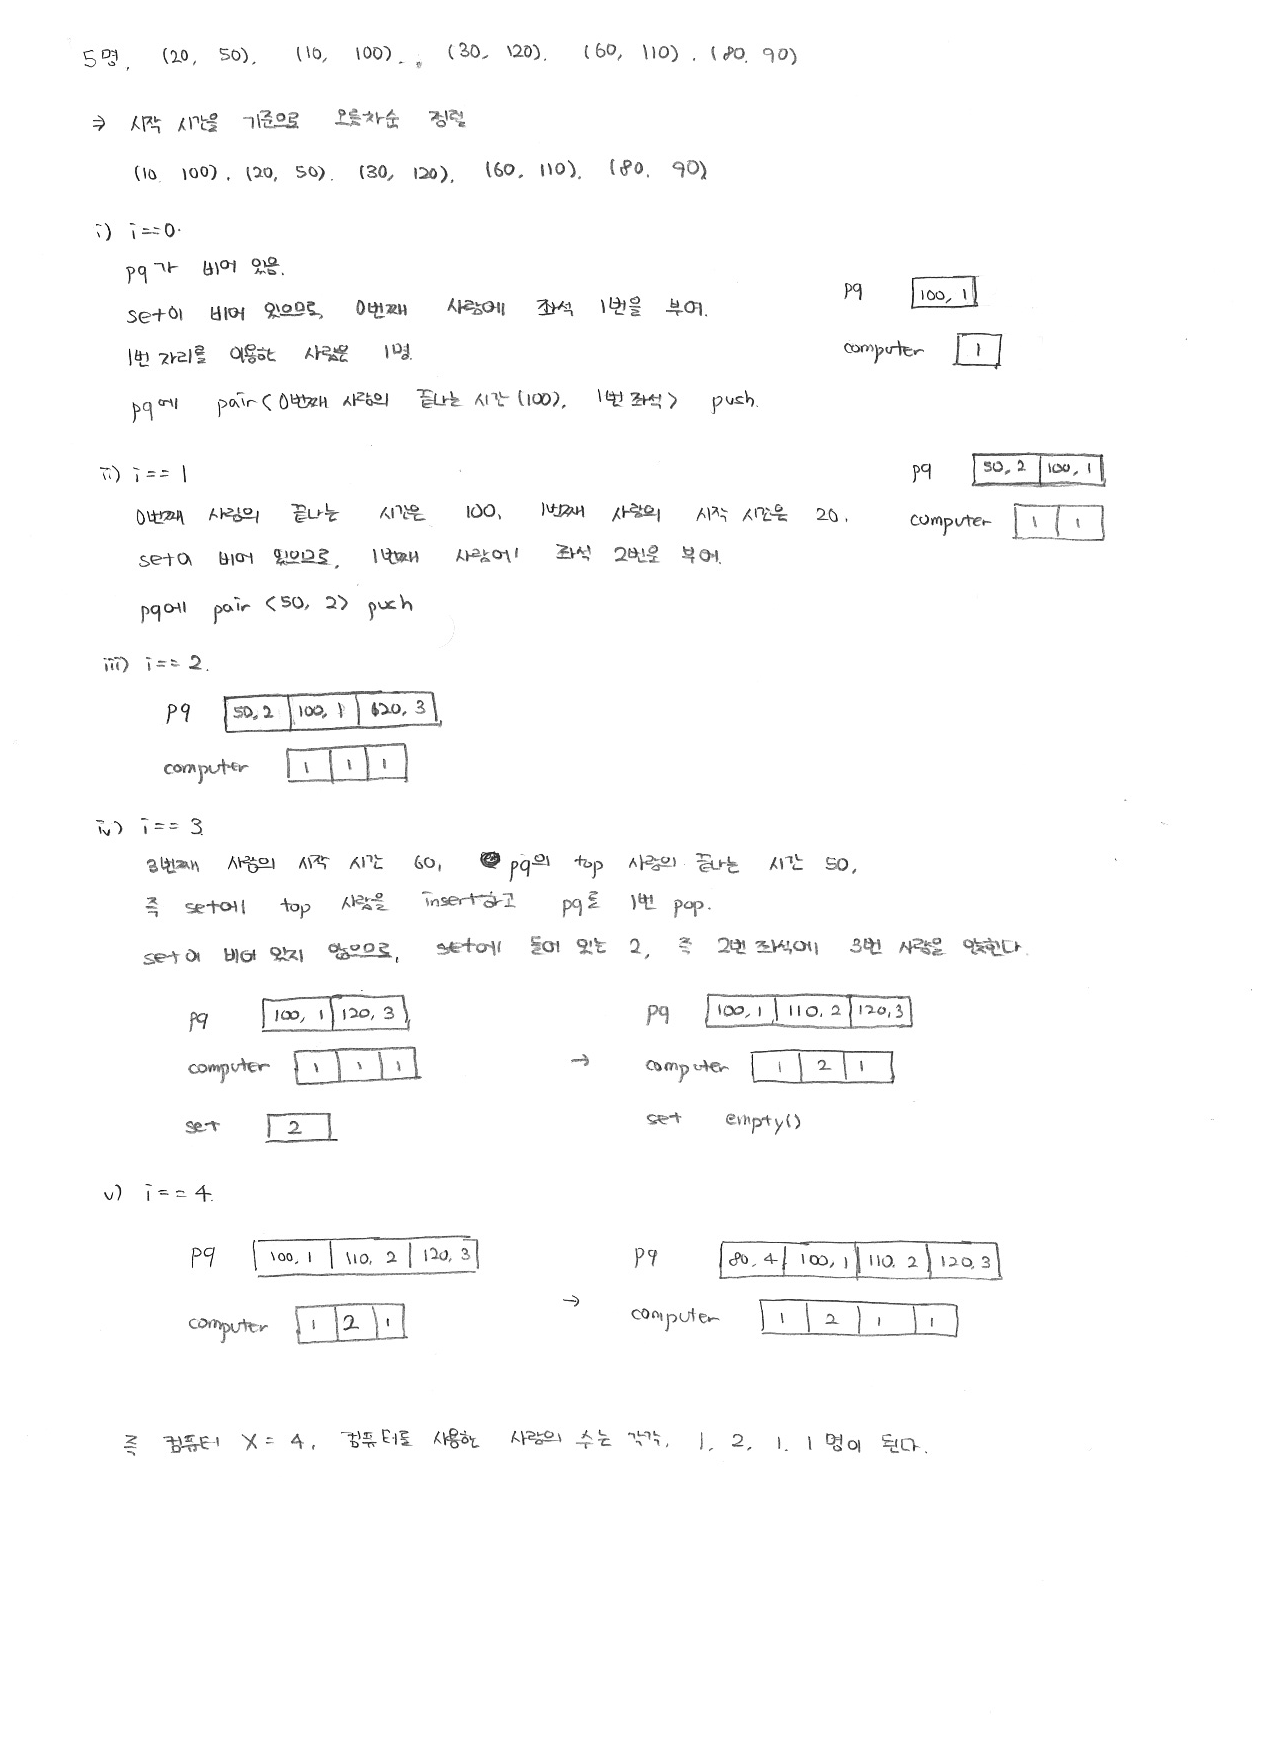 5명, (20, 50), (10, 100), (30, 120), (60, 110), (80, 90)
⇒ 시작 시간을 기준으로 오름차순 정렬
(10, 100), (20, 50), (30, 120), (60, 110), (80, 90)
i) i==0.
pq가 비어 있음.
set이 비어 있으므로, 0번째 사람에 좌석 1번을 부여.
pq 100, 1
1번 자리를 이용한 사람은 1명
computer 1
pq에 pair<0번째 사람의 끝나는 시간(100), 1번 좌석> push.
ii) i==1
pq 50, 2 100, 1
0번째 사람의 끝나는 시간은 100, 1번째 사람의 시작 시간은 20.
computer 1 1
set이 비어 있으므로, 1번째 사람에 좌석 2번을 부여.
pq에 pair <50, 2> push
iii) i==2.
pq 50, 2 100, 1 120, 3
computer 1 1 1
iv) i==3
3번째 사람의 시작 시간 60, pq의 top 사람의 끝나는 시간 50,
즉 set에 top 사람을 insert하고 pq를 1번 pop.
set이 비어 있지 않으므로, set에 들어 있는 2, 즉 2번 좌석에 3번 사람을 앉힌다.
pq 100, 1 120, 3 pq 100, 1 110, 2 120, 3
computer 1 1 1 → computer 1 2 1
set 2 set empty()
v) i==4.
pq 100, 1 110, 2 120, 3 pq 80, 4 100, 1 110, 2 120, 3
computer 1 2 1 → computer 1 2 1 1
즉 컴퓨터 X=4, 컴퓨터를 사용한 사람의 수는 각각, 1, 2, 1, 1명이 된다.